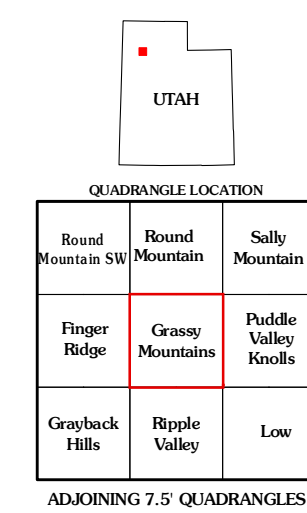 UTAH
QUADRANGLE LOCATION
Round
Mountain SW
Round
Mountain
Sally
Mountain
Finger
Ridge
Grassy
Mountains
Puddle
Valley
Knolls
Grayback
Hills
Ripple
Valley
Low
ADJOINING 7.5' QUADRANGLES